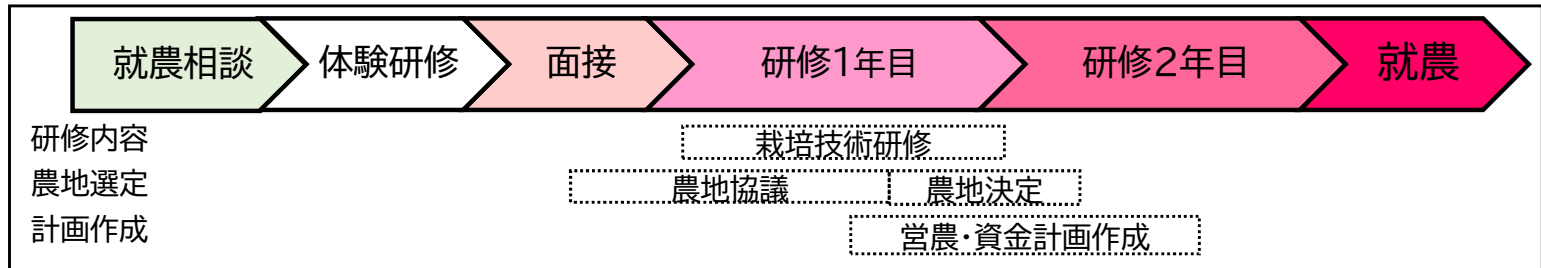 就農相談 体験研修 面接 研修1年目 研修2年目 就農
研修内容 栽培技術研修
農地選定 農地協議 農地決定
計画作成 営農・資金計画作成